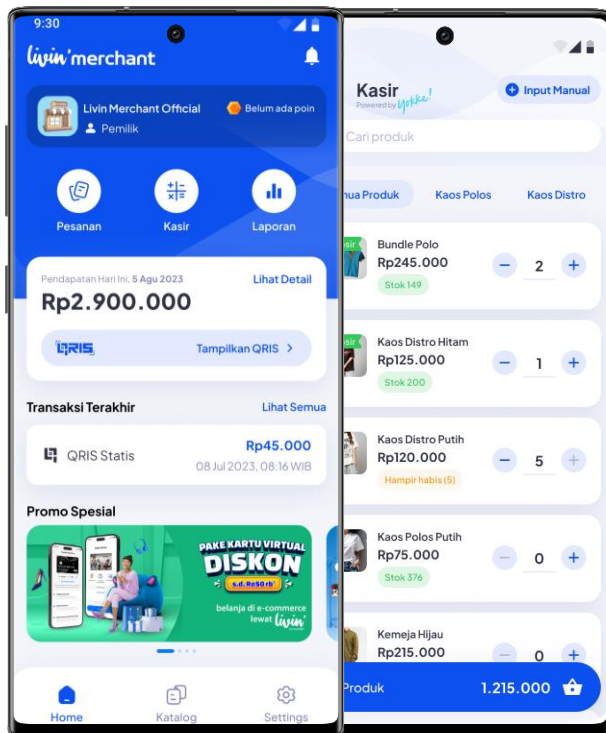 9:30
livin'merchant
Livin Merchant Official
Belum ada poin
Pemilik
Pesanan
Kasir
Laporan
Pendapatan Hari Ini, 5 Agu 2023
Lihat Detail
Rp2.900.000
QRIS
Tampilkan QRIS >
Transaksi Terakhir
Lihat Semua
QRIS Statis
Rp45.000
08 Jul 2023, 08:16 WIB
Promo Spesial
PAKE KARTU VIRTUAL
DISKON
s.d. Rp50 rb*
belanja di e-commerce
lewat livin'
Home
Katalog
Settings
Kasir
Powered by yokke!
Input Manual
Cari produk
Produk
Kaos Polos
Kaos Distro
Bundle Polo
Rp245.000
Stok 149
− 2 +
Kaos Distro Hitam
Rp125.000
Stok 200
− 1 +
Kaos Distro Putih
Rp120.000
Hampir habis (5)
− 5 +
Kaos Polos Putih
Rp75.000
Stok 376
− 0 +
Kemeja Hijau
Rp215.000
− 0 +
Produk
1.215.000